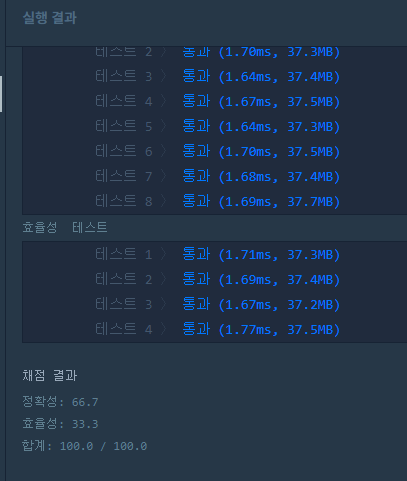 실행 결과
테스트 2 〉 통과 (1.70ms, 37.3MB)
테스트 3 〉 통과 (1.64ms, 37.4MB)
테스트 4 〉 통과 (1.67ms, 37.5MB)
테스트 5 〉 통과 (1.64ms, 37.3MB)
테스트 6 〉 통과 (1.70ms, 37.5MB)
테스트 7 〉 통과 (1.68ms, 37.4MB)
테스트 8 〉 통과 (1.69ms, 37.7MB)
효율성 테스트
테스트 1 〉 통과 (1.71ms, 37.3MB)
테스트 2 〉 통과 (1.69ms, 37.4MB)
테스트 3 〉 통과 (1.67ms, 37.2MB)
테스트 4 〉 통과 (1.77ms, 37.5MB)
채점 결과
정확성: 66.7
효율성: 33.3
합계: 100.0 / 100.0